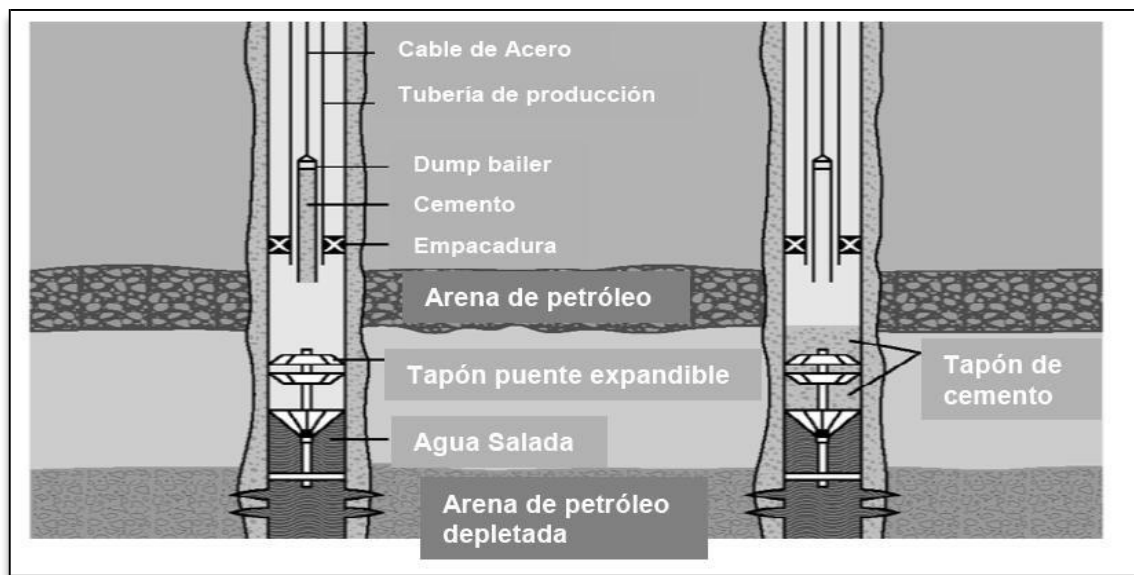 Cable de Acero
Tubería de producción
Dump bailer
Cemento
Empacadura
Arena de petróleo
Tapón puente expandible
Tapón de
cemento
Agua Salada
Arena de petróleo
depletada